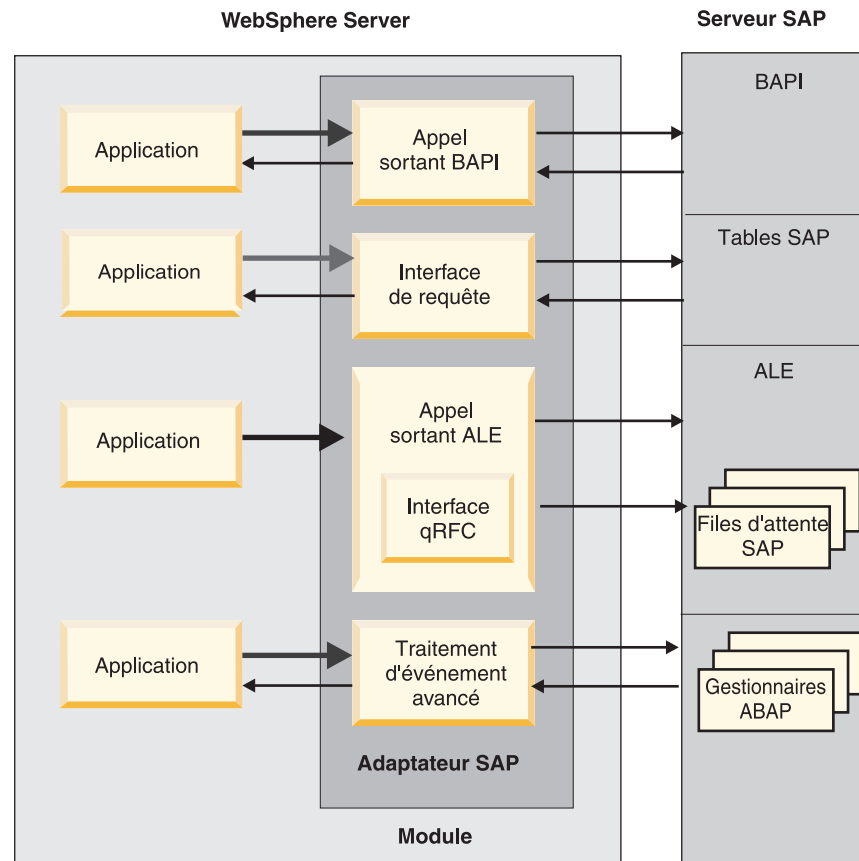 WebSphere Server
Serveur SAP
Application
Appel
sortant BAPI
BAPI
Application
Interface
de requête
Tables SAP
Application
Appel
sortant ALE
Interface
qRFC
ALE
Files d'attente
SAP
Application
Traitement
d'événement
avancé
Gestionnaires
ABAP
Adaptateur SAP
Module